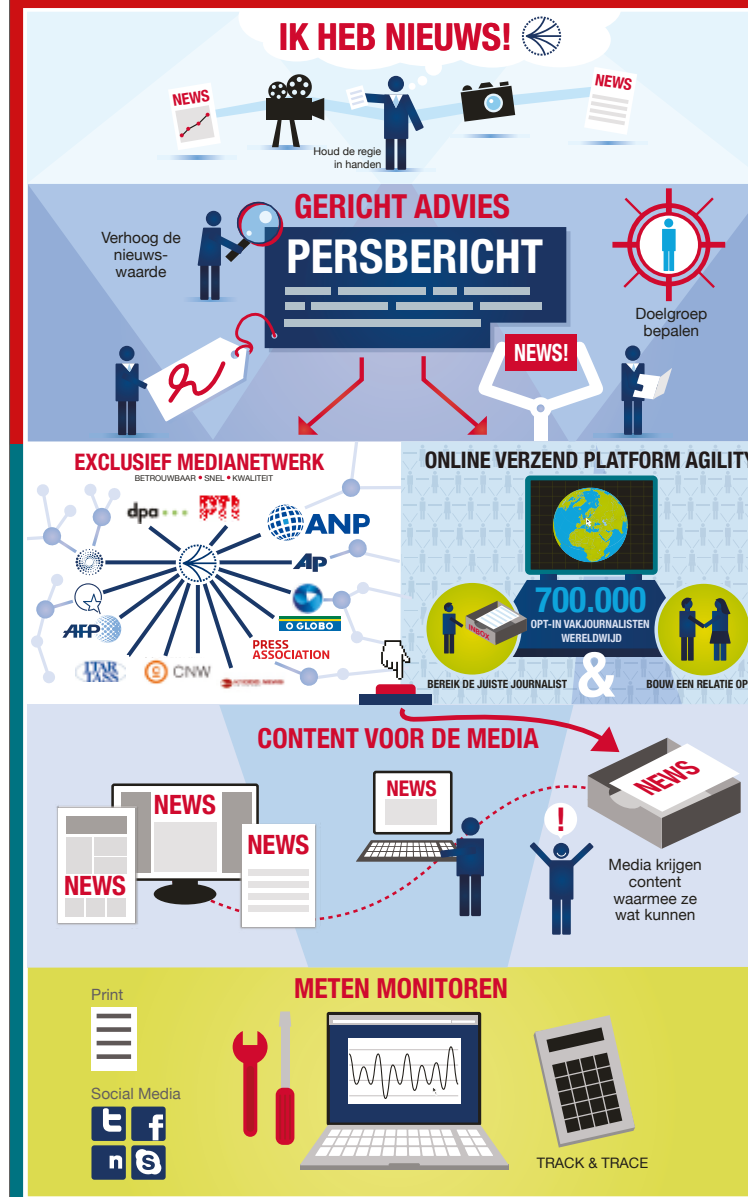 IK HEB NIEUWS!
NEWS
NEWS
Houd de regie
in handen
GERICHT ADVIES
Verhoog de
nieuws-
waarde
PERSBERICHT
Doelgroep
bepalen
NEWS!
EXCLUSIEF MEDIANETWERK
BETROUWBAAR • SNEL • KWALITEIT
dpa
ANP
AP
O GLOBO
AFP
PRESS
ASSOCIATION
ITAR
TASS
CNW
ONLINE VERZEND PLATFORM AGILITY
700.000
OPT-IN VAKJOURNALISTEN
WERELDWIJD
INBOX
&
BEREIK DE JUISTE JOURNALIST
BOUW EEN RELATIE OP
CONTENT VOOR DE MEDIA
NEWS
NEWS
NEWS
NEWS
NEWS
!
Media krijgen
content
waarmee ze
wat kunnen
METEN MONITOREN
Print
Social Media
t f
n S
TRACK & TRACE